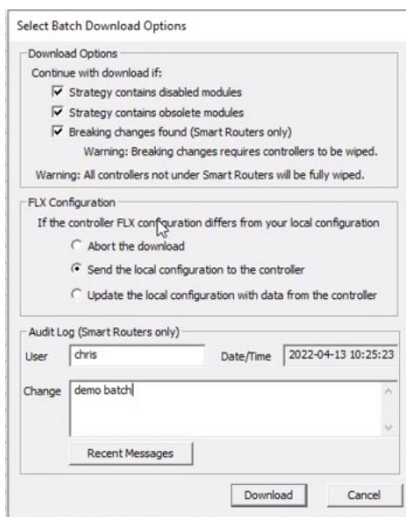 Select Batch Download Options
Download Options
Continue with download if:
Strategy contains disabled modules
Strategy contains obsolete modules
Breaking changes found (Smart Routers only)
Warning: Breaking changes requires controllers to be wiped.
Warning: All controllers not under Smart Routers will be fully wiped.
FLX Configuration
If the controller FLX configuration differs from your local configuration
Abort the download
Send the local configuration to the controller
Update the local configuration with data from the controller
Audit Log (Smart Routers only)
User chris Date/Time 2022-04-13 10:25:23
Change demo batch
Recent Messages
Download Cancel